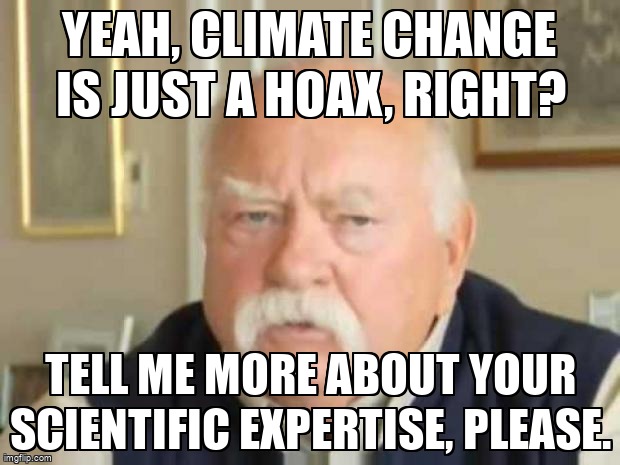 YEAH, CLIMATE CHANGE
IS JUST A HOAX, RIGHT?
TELL ME MORE ABOUT YOUR
SCIENTIFIC EXPERTISE, PLEASE.
imgflip.com